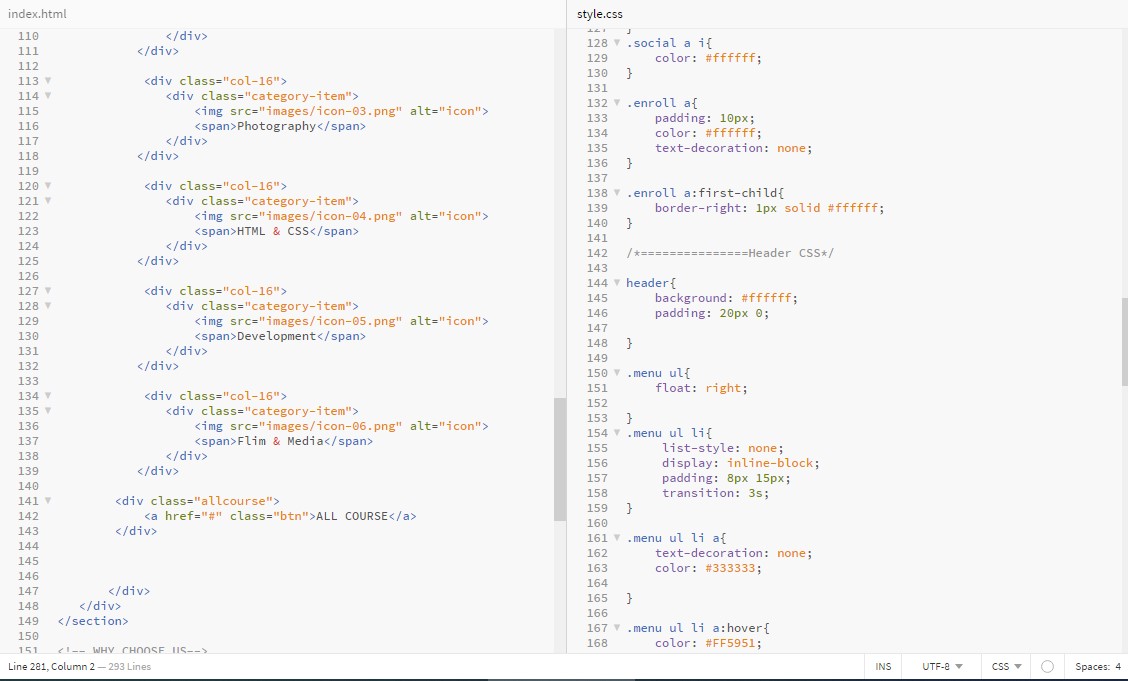 index.html
110 </div>
111 </div>
112
113 <div class="col-16">
114 <div class="category-item">
115 <img src="images/icon-03.png" alt="icon">
116 <span>Photography</span>
117 </div>
118 </div>
119
120 <div class="col-16">
121 <div class="category-item">
122 <img src="images/icon-04.png" alt="icon">
123 <span>HTML & CSS</span>
124 </div>
125 </div>
126
127 <div class="col-16">
128 <div class="category-item">
129 <img src="images/icon-05.png" alt="icon">
130 <span>Development</span>
131 </div>
132 </div>
133
134 <div class="col-16">
135 <div class="category-item">
136 <img src="images/icon-06.png" alt="icon">
137 <span>Flim & Media</span>
138 </div>
139 </div>
140
141 <div class="allcourse">
142 <a href="#" class="btn">ALL COURSE</a>
143 </div>
144
145
146
147 </div>
148 </div>
149 </section>
150
151 <!-- WHY CHOOSE US-->
style.css
127 }
128 .social a i{
129 color: #ffffff;
130 }
131
132 .enroll a{
133 padding: 10px;
134 color: #ffffff;
135 text-decoration: none;
136 }
137
138 .enroll a:first-child{
139 border-right: 1px solid #ffffff;
140 }
141
142 /*===============Header CSS*/
143
144 header{
145 background: #ffffff;
146 padding: 20px 0;
147
148 }
149
150 .menu ul{
151 float: right;
152
153 }
154 .menu ul li{
155 list-style: none;
156 display: inline-block;
157 padding: 8px 15px;
158 transition: 3s;
159 }
160
161 .menu ul li a{
162 text-decoration: none;
163 color: #333333;
164
165 }
166
167 .menu ul li a:hover{
168 color: #FF5951;
Line 281, Column 2 — 293 Lines
INS UTF-8 CSS Spaces: 4